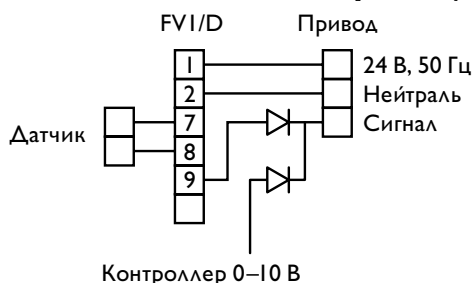 FV1/D Привод
1 24 В, 50 Гц
2 Нейтраль
7 Сигнал
Датчик
8
9
Контроллер 0–10 В